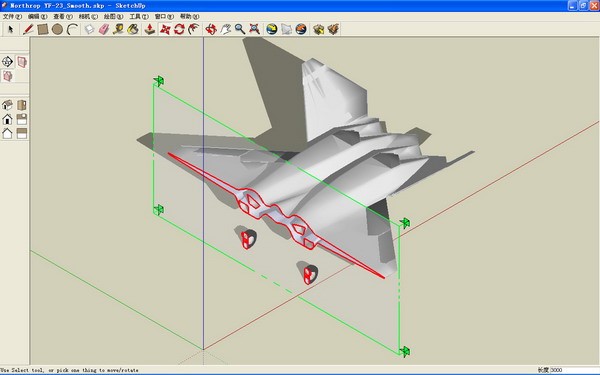 Northrop YF-23_Smooth.skp - SketchUp
文件(F) 编辑(E) 查看(V) 相机(C) 绘图(R) 工具(T) 窗口(W) 帮助(H)
Use Select tool, or pick one thing to move/rotate
长度 3000